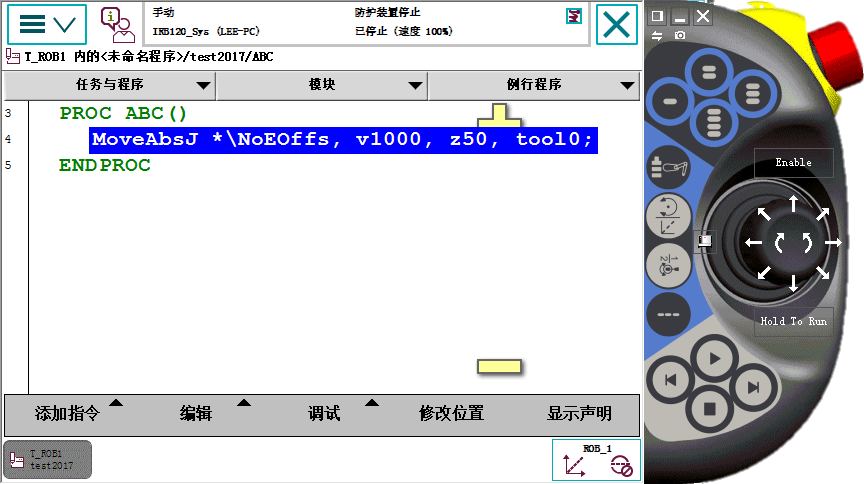 手动
防护装置停止
IRB120_Sys (LEE-PC)
已停止 (速度 100%)
T_ROB1 内的<未命名程序>/test2017/ABC
任务与程序
模块
例行程序
3 PROC ABC()
4 MoveAbsJ *\NoEOffs, v1000, z50, tool0;
5 ENDPROC
Enable
Hold To Run
添加指令
编辑
调试
修改位置
显示声明
T_ROB1
test2017
ROB_1